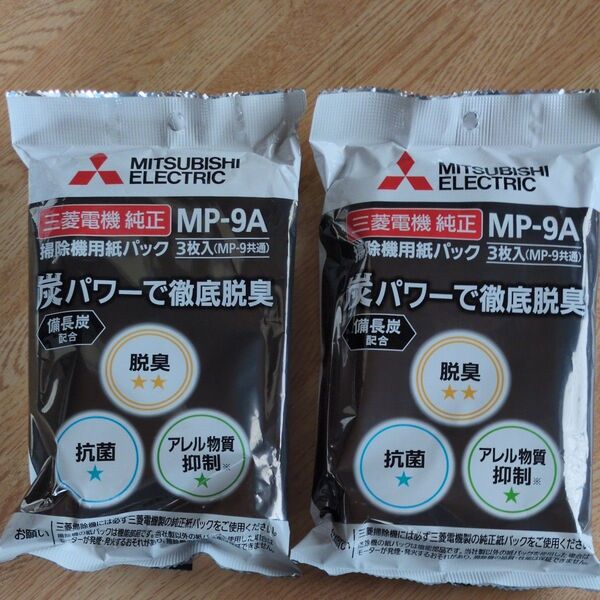 MITSUBISHI
ELECTRIC
三菱電機 純正 MP-9A
掃除機用紙パック 3枚入(MP-9共通)
炭パワーで徹底脱臭
備長炭
配合
脱臭
★★
抗菌
★
アレル物質
抑制※
★
お願い 三菱掃除機には必ず三菱電機製の純正紙パックをご使用ください。
MITSUBISHI
ELECTRIC
三菱電機 純正 MP-9A
除機用紙パック 3枚入(MP-9共通)
炭パワーで徹底脱臭
備長炭
配合
脱臭
★★
抗菌
★
アレル物質
抑制※
★
お願い 三菱掃除機には必ず三菱電機製の純正紙パックをご使用ください